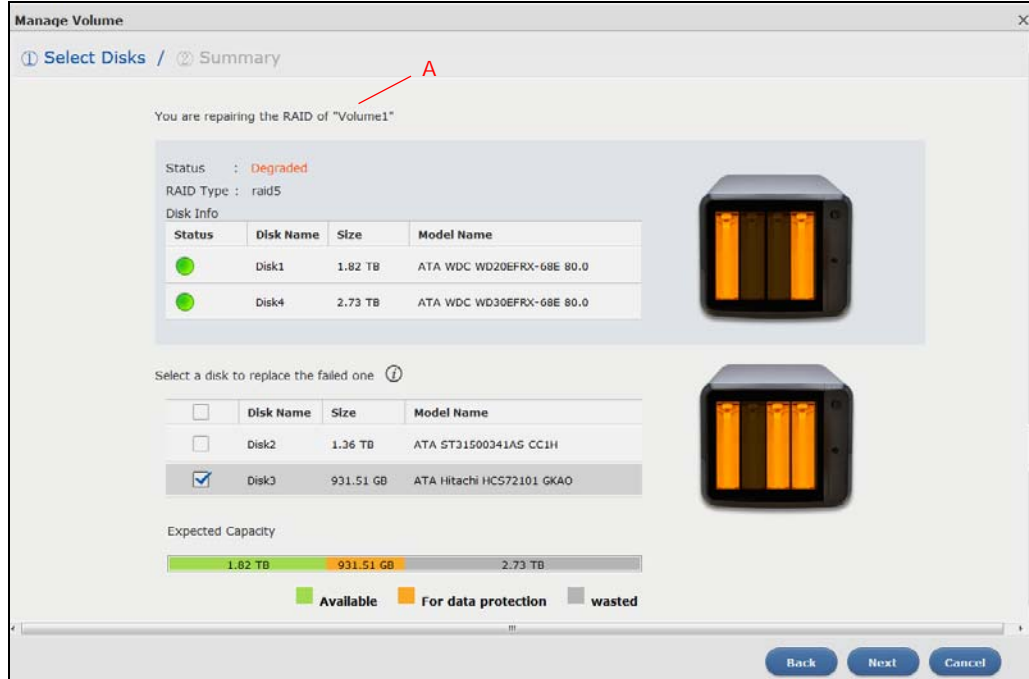 Manage Volume X
① Select Disks / ② Summary
A
You are repairing the RAID of "Volume1"
Status : Degraded
RAID Type : raid5
Disk Info
Status Disk Name Size Model Name
Disk1 1.82 TB ATA WDC WD20EFRX-68E 80.0
Disk4 2.73 TB ATA WDC WD30EFRX-68E 80.0
Select a disk to replace the failed one i
Disk Name Size Model Name
Disk2 1.36 TB ATA ST31500341AS CC1H
Disk3 931.51 GB ATA Hitachi HCS72101 GKAO
Expected Capacity
1.82 TB 931.51 GB 2.73 TB
Available For data protection wasted
Back Next Cancel